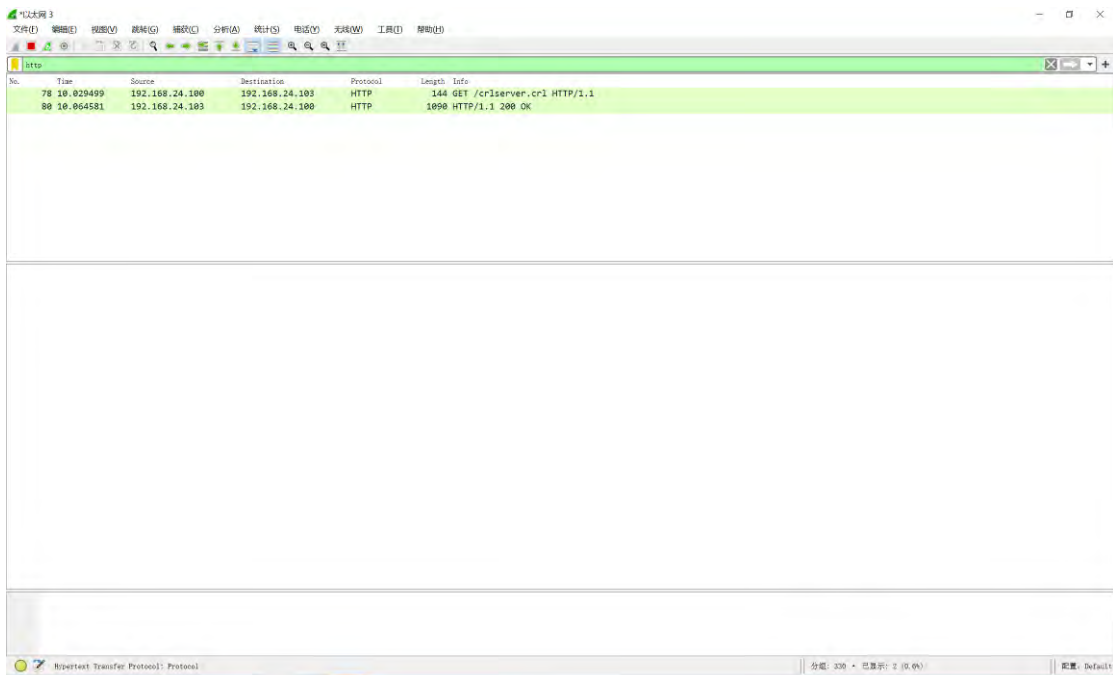 *以太网 3
文件(F) 编辑(E) 视图(V) 跳转(G) 捕获(C) 分析(A) 统计(S) 电话(Y) 无线(W) 工具(T) 帮助(H)
http
No. Time Source Destination Protocol Length Info
78 10.029499 192.168.24.100 192.168.24.103 HTTP 144 GET /crlserver.crl HTTP/1.1
80 10.064581 192.168.24.103 192.168.24.100 HTTP 1090 HTTP/1.1 200 OK
Hypertext Transfer Protocol: Protocol 分组: 330 • 已显示: 2 (0.6%) 配置: Default